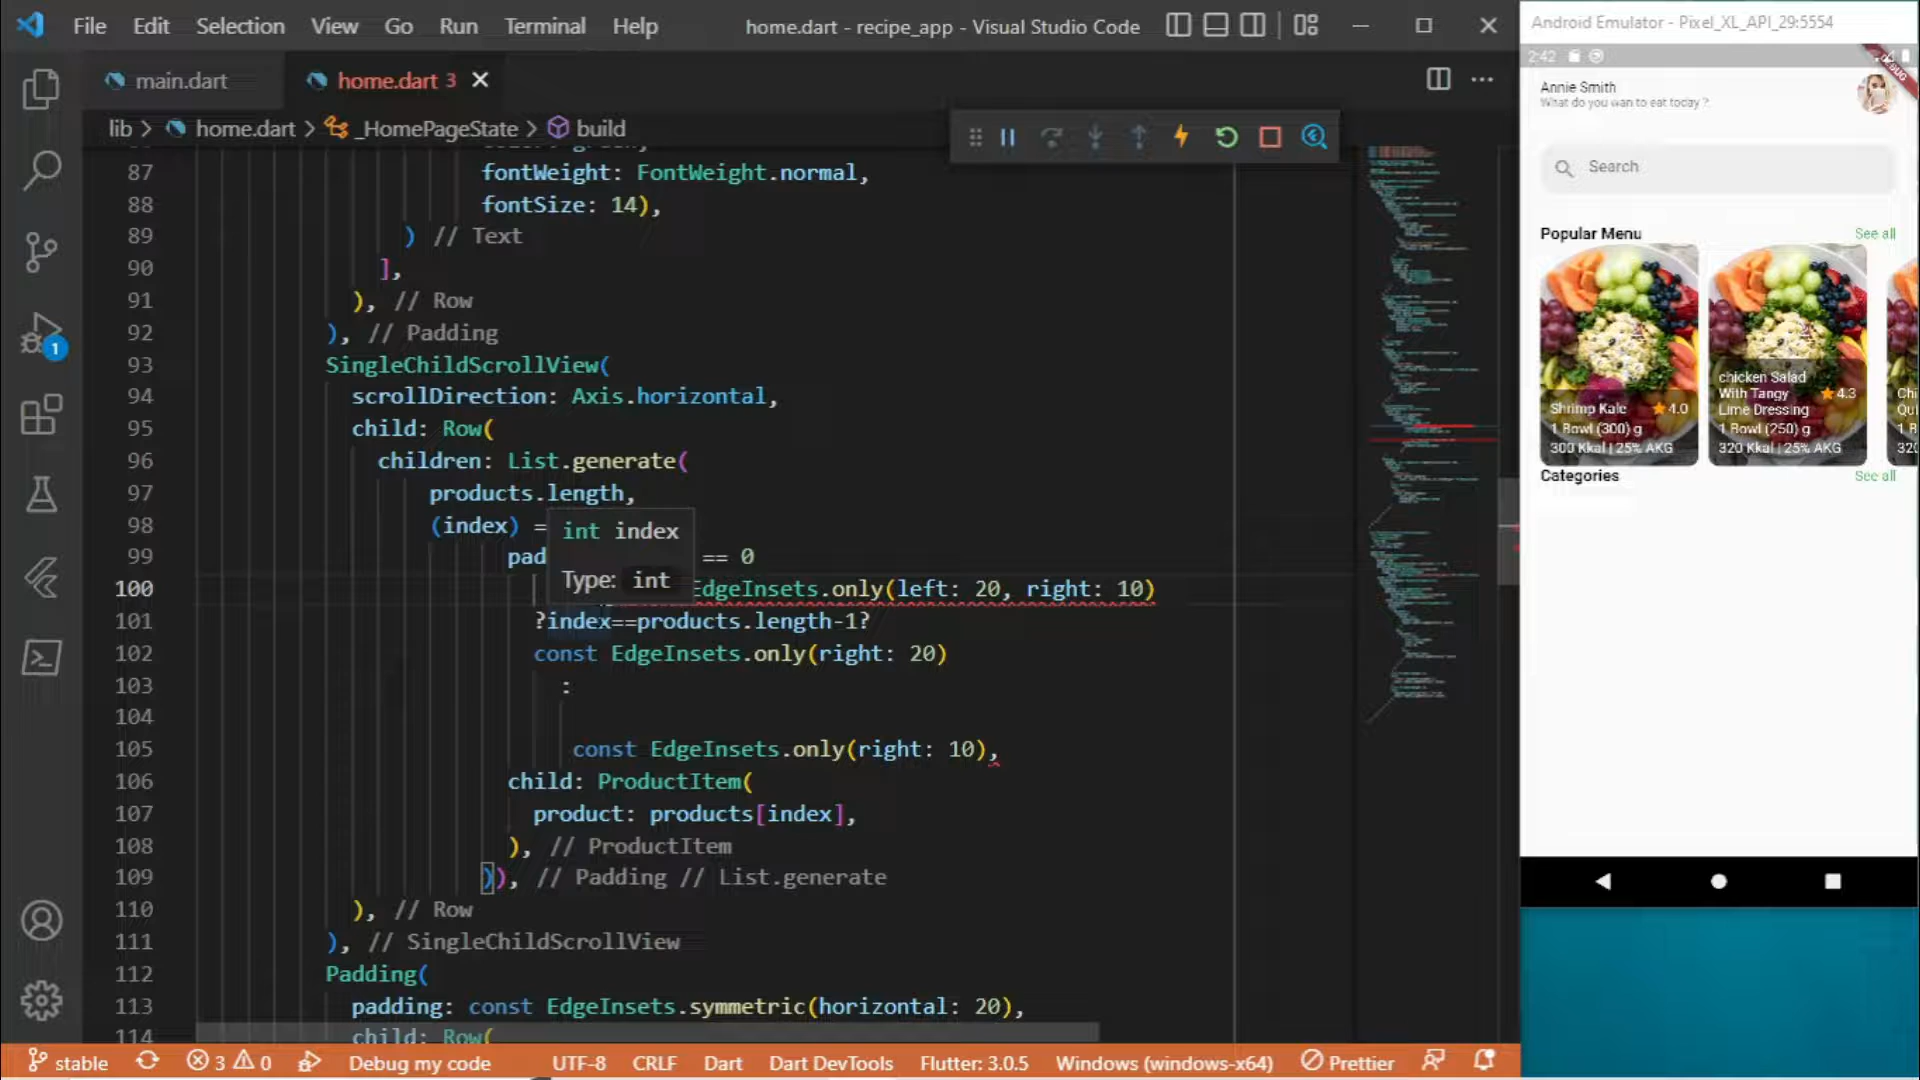 File Edit Selection View Go Run Terminal Help
home.dart - recipe_app - Visual Studio Code
main.dart
home.dart 3
lib > home.dart > _HomePageState > build
87 fontWeight: FontWeight.normal,
88 fontSize: 14),
89 ) // Text
90 ],
91 ), // Row
92 ), // Padding
93 SingleChildScrollView(
94 scrollDirection: Axis.horizontal,
95 child: Row(
96 children: List.generate(
97 products.length,
98 (index) =
99 pad == 0
100 EdgeInsets.only(left: 20, right: 10)
101 ?index==products.length-1?
102 const EdgeInsets.only(right: 20)
103 :
104
105 const EdgeInsets.only(right: 10),
106 child: ProductItem(
107 product: products[index],
108 ), // ProductItem
109 )), // Padding // List.generate
110 ), // Row
111 ), // SingleChildScrollView
112 Padding(
113 padding: const EdgeInsets.symmetric(horizontal: 20),
114 child: Row(
int index
Type: int
1
stable
3 0
Debug my code
UTF-8
CRLF
Dart
Dart DevTools
Flutter: 3.0.5
Windows (windows-x64)
Prettier
Android Emulator - Pixel_XL_API_29:5554
2:42
Annie Smith
What do you wan to eat today ?
Search
Popular Menu
See all
Shrimp Kale 4.0
1 Bowl (300) g
300 Kkal | 25% AKG
chicken Salad
With Tangy 4.3
Lime Dressing
1 Bowl (250) g
320 Kkal | 25% AKG
Chi
Qui
1 B
320
Categories
See all